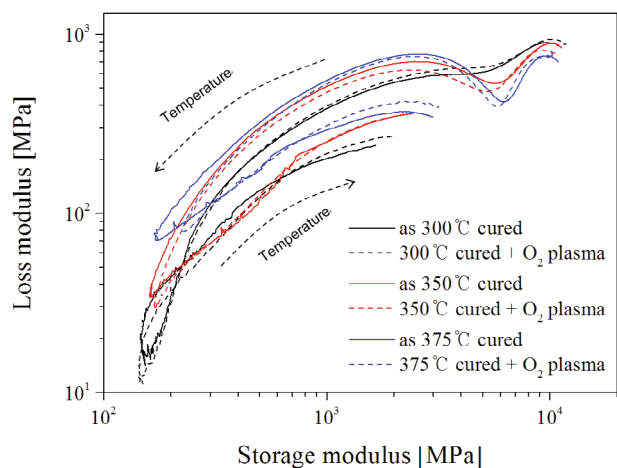 10³
Temperature
Loss modulus [MPa]
10²
Temperature
as 300℃ cured
300℃ cured + O₂ plasma
as 350℃ cured
350℃ cured + O₂ plasma
as 375℃ cured
375℃ cured + O₂ plasma
10¹
10² 10³ 10⁴
Storage modulus [MPa]